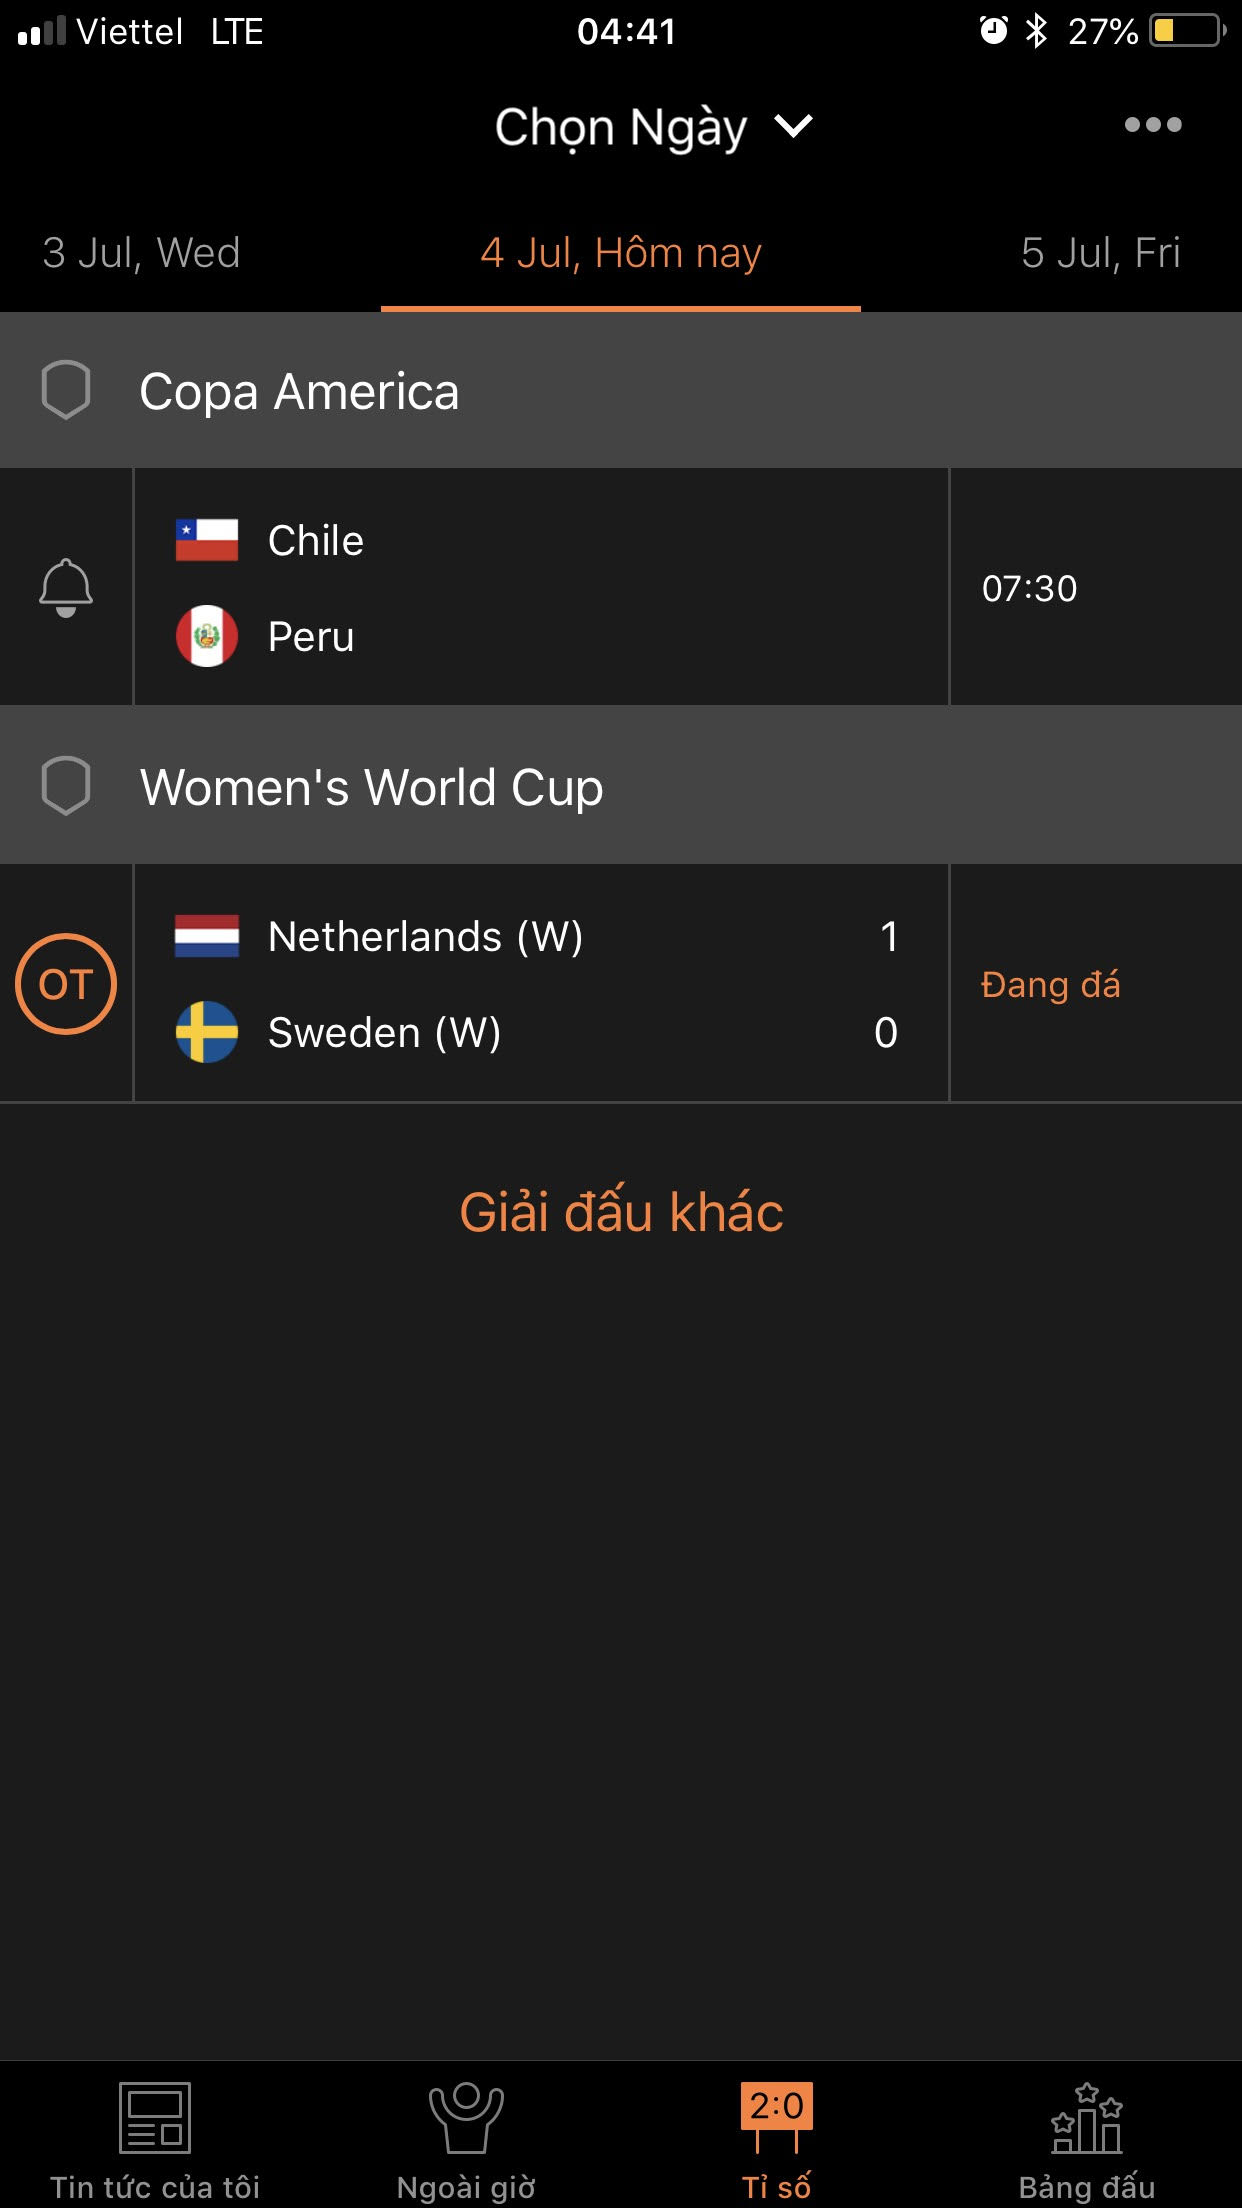 Viettel LTE 04:41 27%
Chọn Ngày
3 Jul, Wed 4 Jul, Hôm nay 5 Jul, Fri
Copa America
Chile
07:30
Peru
Women's World Cup
Netherlands (W) 1
OT Đang đá
Sweden (W) 0
Giải đấu khác
2:0
Tin tức của tôi Ngoài giờ Tỉ số Bảng đấu